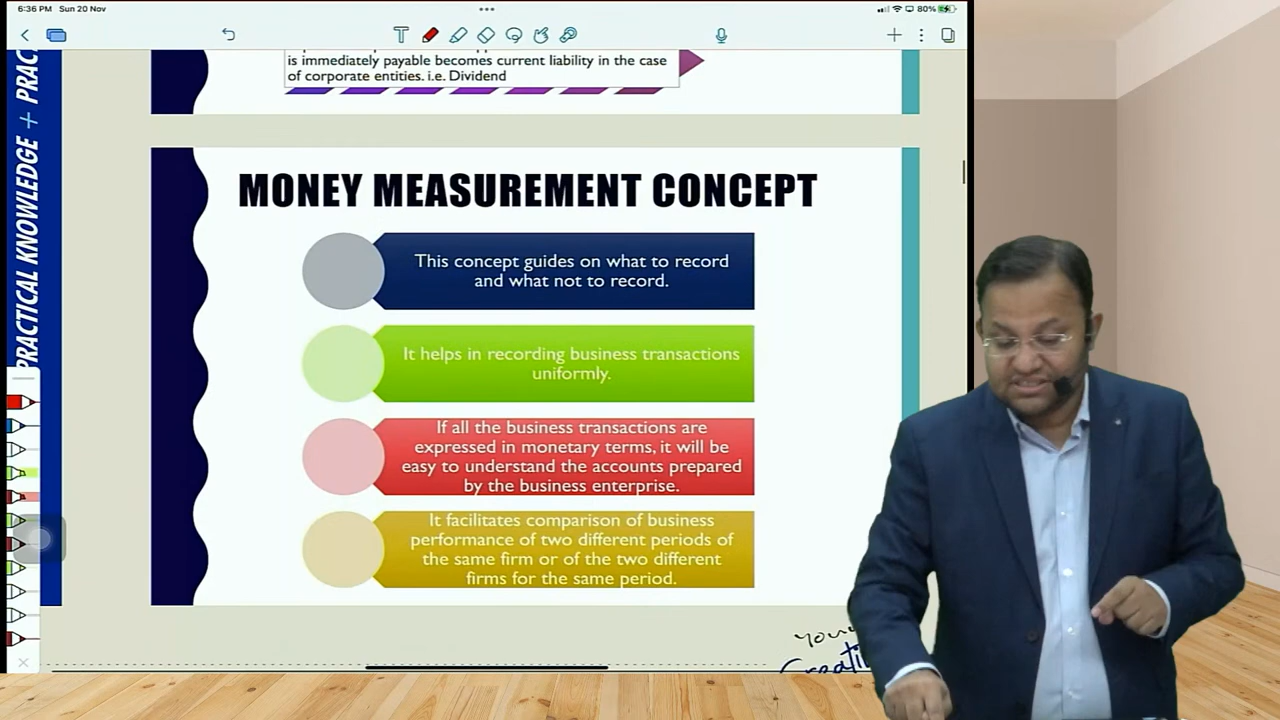 6:36 PM Sun 20 Nov
80%
T
is immediately payable becomes current liability in the case
of corporate entities. i.e. Dividend
PRACTICAL KNOWLEDGE + PRAC
MONEY MEASUREMENT CONCEPT
This concept guides on what to record
and what not to record.
It helps in recording business transactions
uniformly.
If all the business transactions are
expressed in monetary terms, it will be
easy to understand the accounts prepared
by the business enterprise.
It facilitates comparison of business
performance of two different periods of
the same firm or of the two different
firms for the same period.